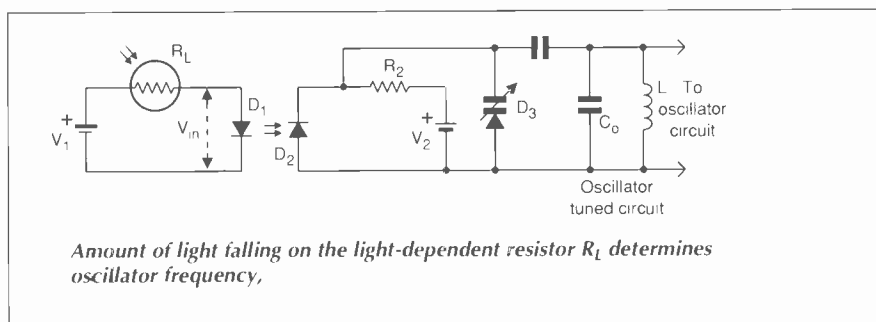 R_L
D_1
R_2
+
V_1
V_in
D_2
+
V_2
D_3
C_o
L To
oscillator
circuit
Oscillator
tuned circuit
Amount of light falling on the light-dependent resistor R_L determines
oscillator frequency,